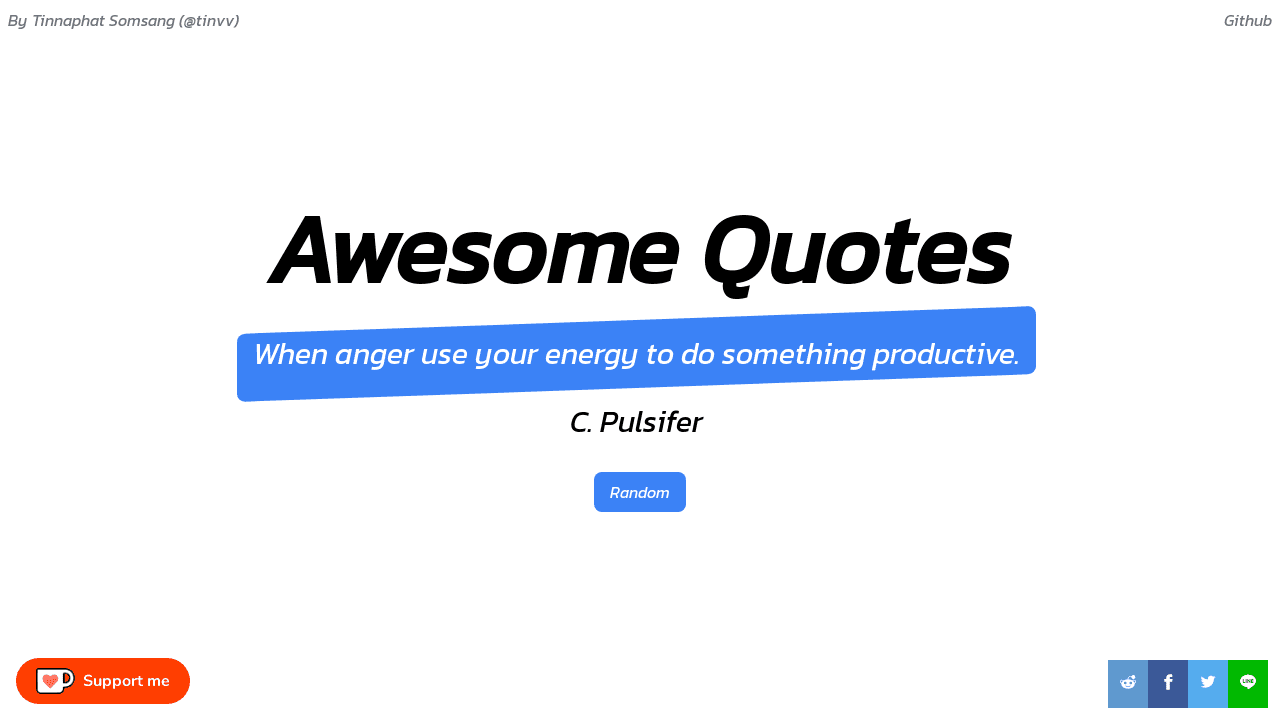 By Tinnaphat Somsang (@tinvv)
Github
Awesome Quotes
When anger use your energy to do something productive.
C. Pulsifer
Random
Support me
LINE